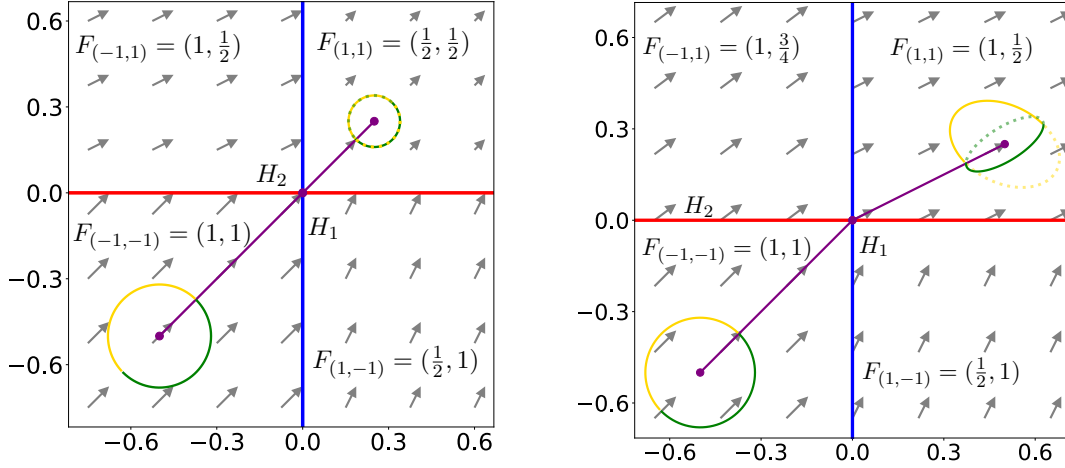 0.6
F_{(-1,1)} = (1, \frac{1}{2})
F_{(1,1)} = (\frac{1}{2}, \frac{1}{2})
0.3
H_2
0.0
F_{(-1,-1)} = (1, 1)
H_1
−0.3
−0.6
F_{(1,-1)} = (\frac{1}{2}, 1)
−0.6 −0.3 0.0 0.3 0.6
0.6
F_{(-1,1)} = (1, \frac{3}{4})
F_{(1,1)} = (1, \frac{1}{2})
0.3
H_2
0.0
F_{(-1,-1)} = (1, 1)
H_1
−0.3
F_{(1,-1)} = (\frac{1}{2}, 1)
−0.6
−0.6 −0.3 0.0 0.3 0.6